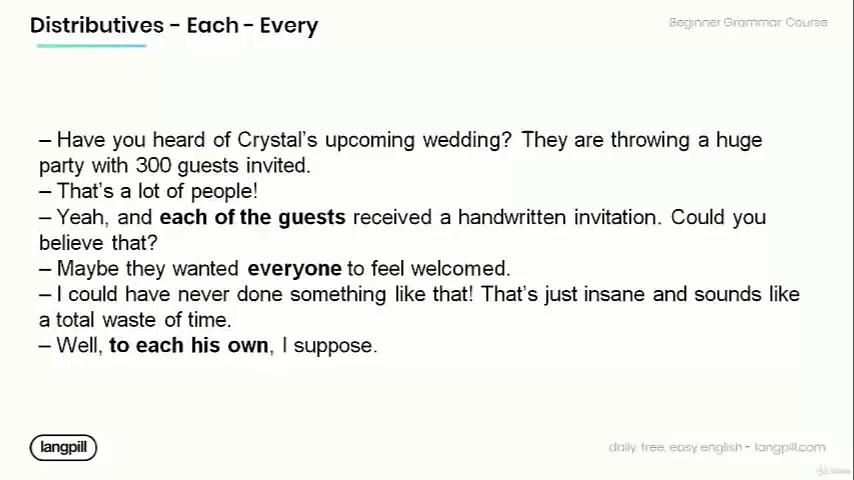 Distributives - Each - Every
Beginner Grammar Course
– Have you heard of Crystal's upcoming wedding? They are throwing a huge
party with 300 guests invited.
– That's a lot of people!
– Yeah, and each of the guests received a handwritten invitation. Could you
believe that?
– Maybe they wanted everyone to feel welcomed.
– I could have never done something like that! That's just insane and sounds like
a total waste of time.
– Well, to each his own, I suppose.
langpill
daily, free, easy english - langpill.com